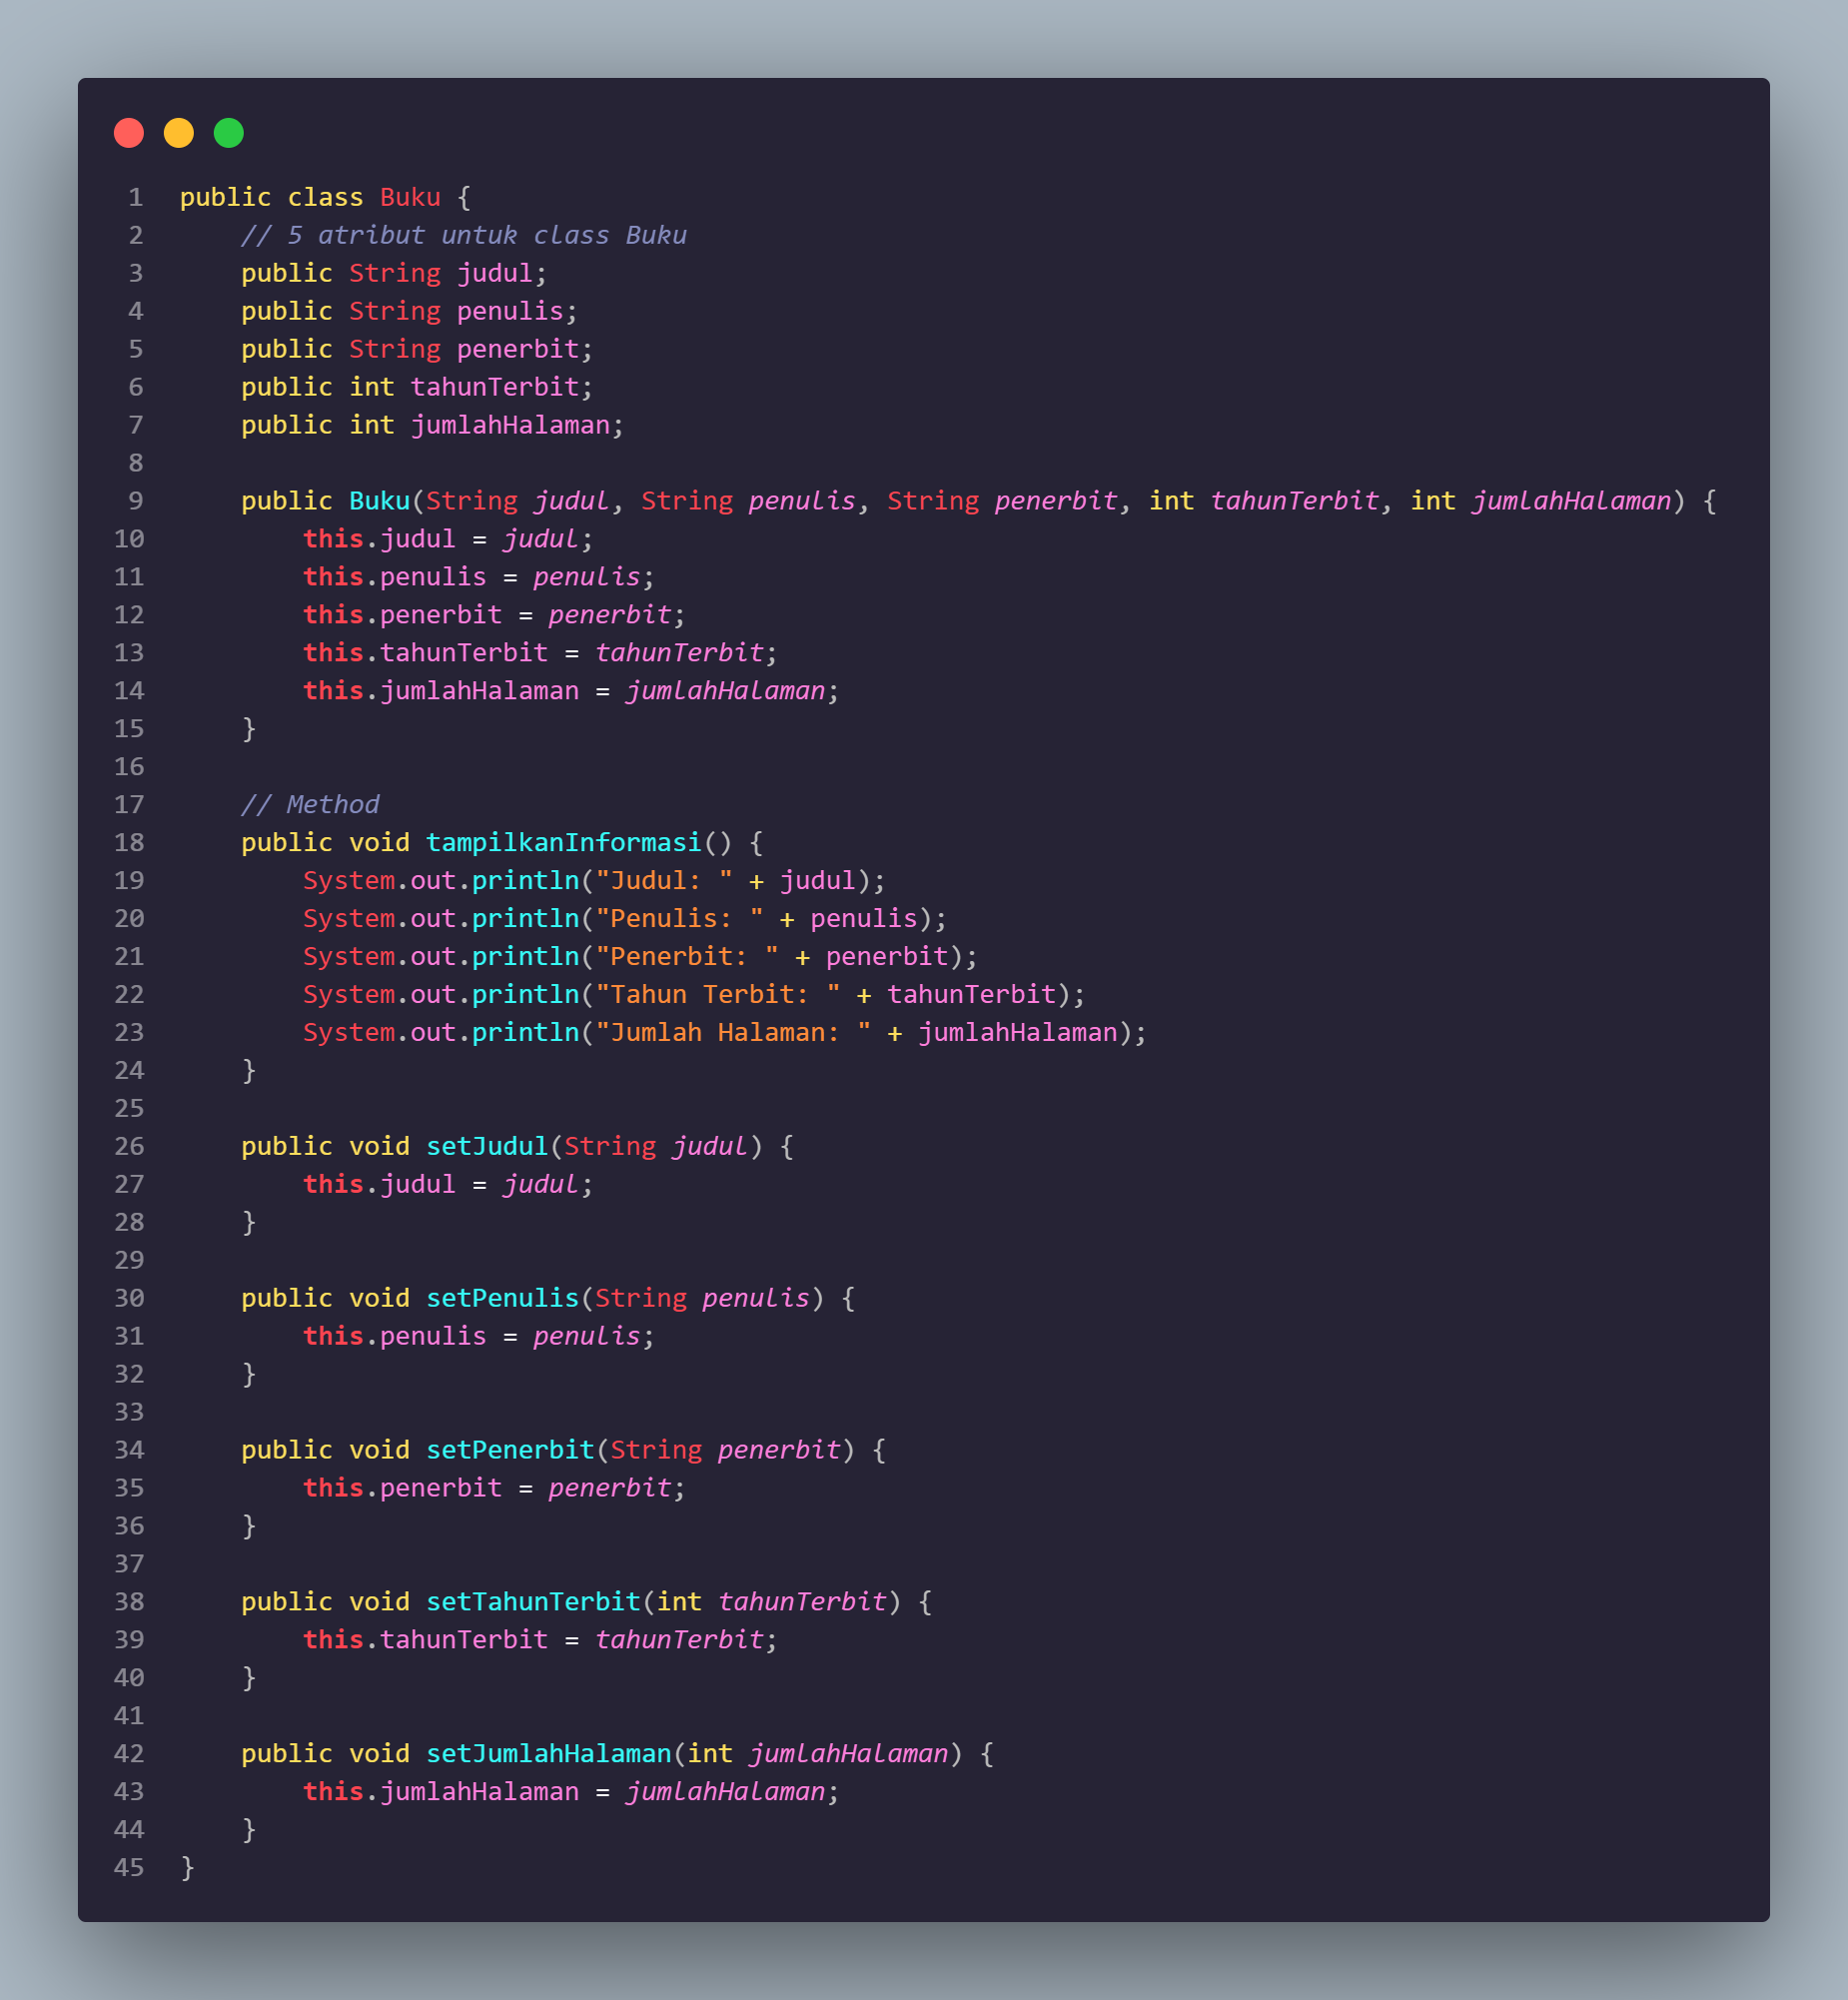 1 public class Buku {
2     // 5 atribut untuk class Buku
3     public String judul;
4     public String penulis;
5     public String penerbit;
6     public int tahunTerbit;
7     public int jumlahHalaman;
8
9     public Buku(String judul, String penulis, String penerbit, int tahunTerbit, int jumlahHalaman) {
10         this.judul = judul;
11         this.penulis = penulis;
12         this.penerbit = penerbit;
13         this.tahunTerbit = tahunTerbit;
14         this.jumlahHalaman = jumlahHalaman;
15     }
16
17     // Method
18     public void tampilkanInformasi() {
19         System.out.println("Judul: " + judul);
20         System.out.println("Penulis: " + penulis);
21         System.out.println("Penerbit: " + penerbit);
22         System.out.println("Tahun Terbit: " + tahunTerbit);
23         System.out.println("Jumlah Halaman: " + jumlahHalaman);
24     }
25
26     public void setJudul(String judul) {
27         this.judul = judul;
28     }
29
30     public void setPenulis(String penulis) {
31         this.penulis = penulis;
32     }
33
34     public void setPenerbit(String penerbit) {
35         this.penerbit = penerbit;
36     }
37
38     public void setTahunTerbit(int tahunTerbit) {
39         this.tahunTerbit = tahunTerbit;
40     }
41
42     public void setJumlahHalaman(int jumlahHalaman) {
43         this.jumlahHalaman = jumlahHalaman;
44     }
45 }